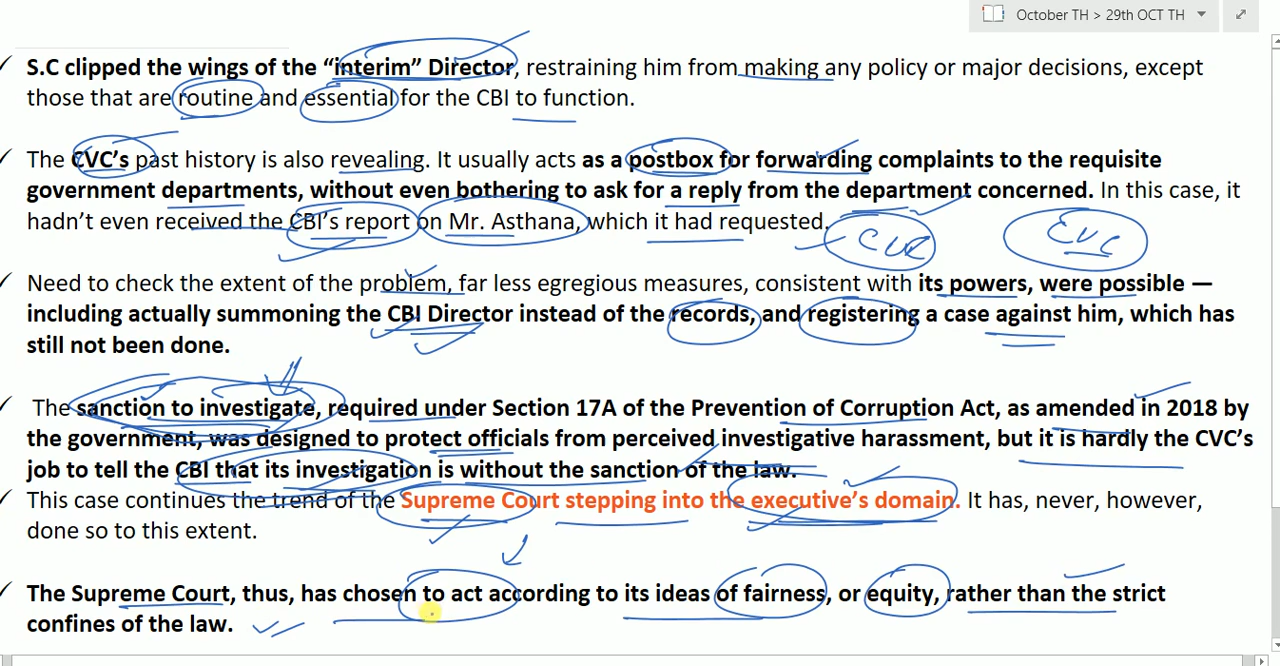 October TH > 29th OCT TH
S.C clipped the wings of the “interim” Director, restraining him from making any policy or major decisions, except
those that are routine and essential for the CBI to function.
The CVC’s past history is also revealing. It usually acts as a postbox for forwarding complaints to the requisite
government departments, without even bothering to ask for a reply from the department concerned. In this case, it
hadn’t even received the CBI’s report on Mr. Asthana, which it had requested.
CVC
Need to check the extent of the problem, far less egregious measures, consistent with its powers, were possible —
including actually summoning the CBI Director instead of the records, and registering a case against him, which has
still not been done.
The sanction to investigate, required under Section 17A of the Prevention of Corruption Act, as amended in 2018 by
the government, was designed to protect officials from perceived investigative harassment, but it is hardly the CVC’s
job to tell the CBI that its investigation is without the sanction of the law.
This case continues the trend of the Supreme Court stepping into the executive’s domain. It has, never, however,
done so to this extent.
The Supreme Court, thus, has chosen to act according to its ideas of fairness, or equity, rather than the strict
confines of the law.